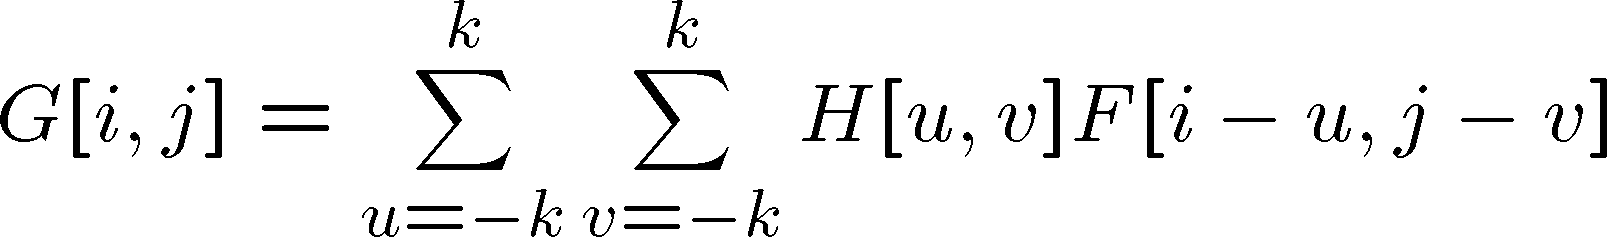 G[i, j] = \sum_{u=-k}^{k} \sum_{v=-k}^{k} H[u, v]F[i - u, j - v]